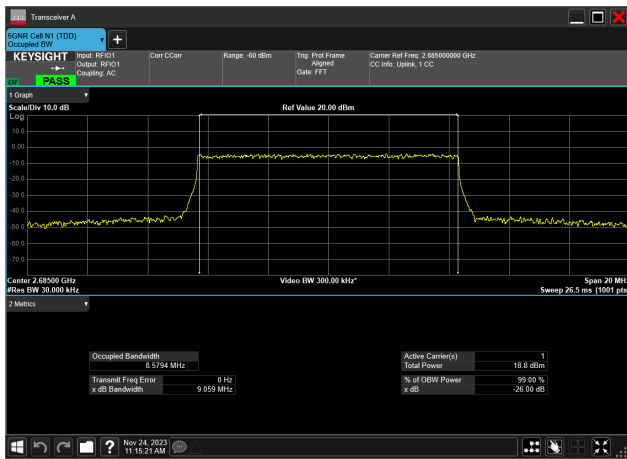 Transceiver A
5GNR Cell N1 (TDD)
Occupied BW
KEYSIGHT
Input: RFIO1
Output: RFIO1
Coupling: AC
Corr CCorr
Range: -60 dBm
Trig: Prot Frame
Aligned
Gate: FFT
Carrier Ref Freq: 2.685000000 GHz
CC Info: Uplink, 1 CC
PASS
1 Graph
Scale/Div 10.0 dB
Ref Value 20.00 dBm
Log
10.0
0.00
-10.0
-20.0
-30.0
-40.0
-50.0
-60.0
-70.0
Center 2.68500 GHz
Video BW 300.00 kHz*
Span 20 MH
#Res BW 30.000 kHz
Sweep 26.5 ms (1001 pts
2 Metrics
Occupied Bandwidth
8.5794 MHz
Transmit Freq Error 0 Hz
x dB Bandwidth 9.059 MHz
Active Carrier(s) 1
Total Power 18.8 dBm
% of OBW Power 99.00 %
x dB -26.00 dB
Nov 24, 2023
11:15:21 AM